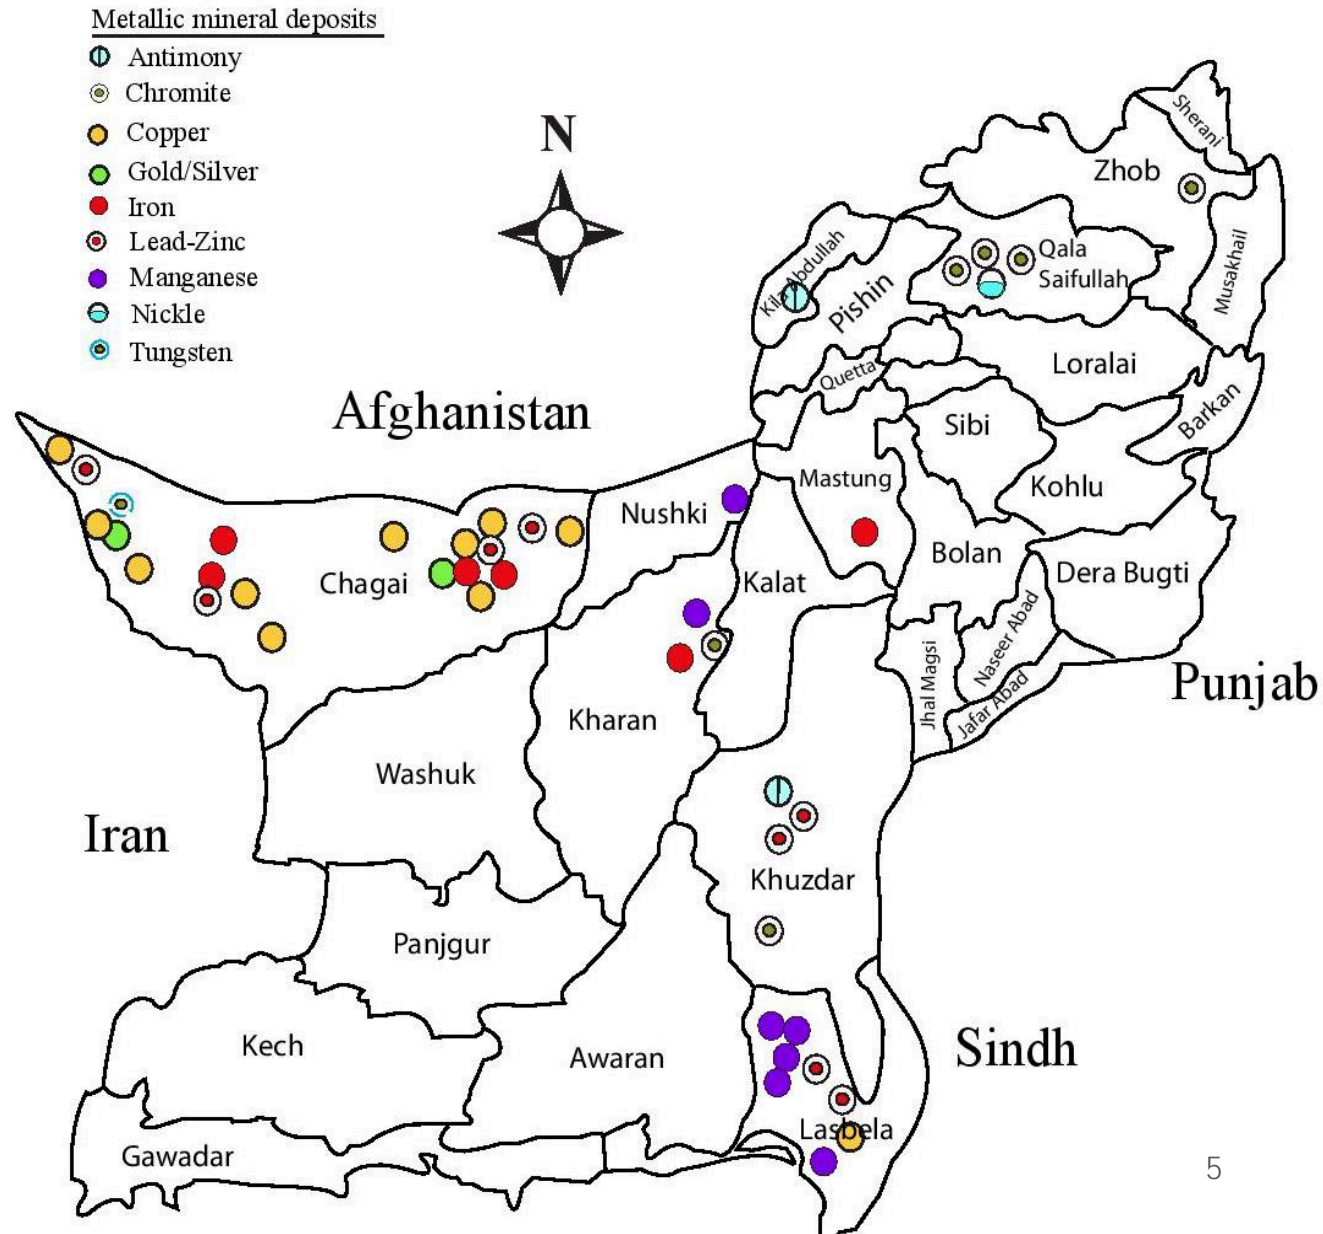 Metallic mineral deposits
Antimony
Chromite
Copper
Gold/Silver
Iron
Lead-Zinc
Manganese
Nickle
Tungsten
N
Sherani
Zhob
Musakhail
Qala
Saifullah
Kila Abdullah
Pishin
Loralai
Quetta
Barkan
Afghanistan
Sibi
Mastung
Kohlu
Nushki
Bolan
Dera Bugti
Chagai
Kalat
Naseer Abad
Jhal Magsi
Jafar Abad
Punjab
Kharan
Washuk
Iran
Khuzdar
Panjgur
Kech
Awaran
Sindh
Lasbela
Gawadar
5